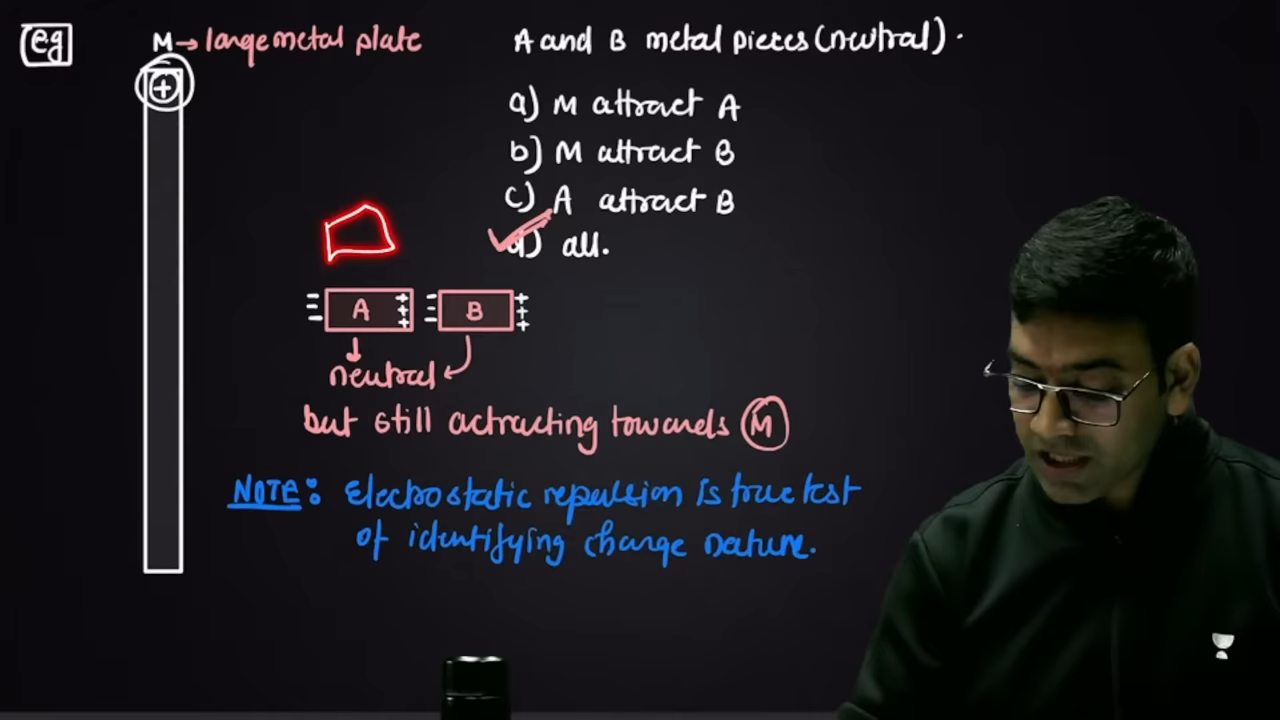 eg
M → large metal plate
+
A and B metal pieces (neutral).
a) M attract A
b) M attract B
c) A attract B
d) all.
A
B
neutral
but still actracting towards M
NOTE: Electrostatic repulsion is true test
of identifying charge nature.